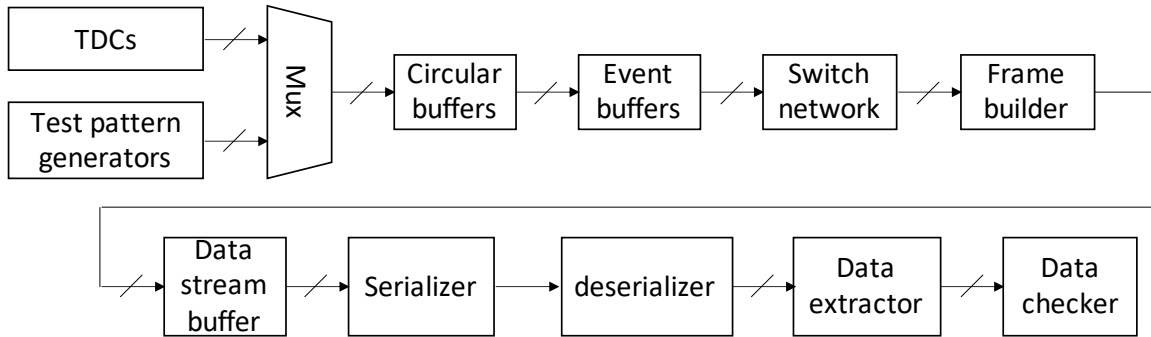 TDCs
Test pattern
generators
Mux
Circular
buffers
Event
buffers
Switch
network
Frame
builder
Data
stream
buffer
Serializer
deserializer
Data
extractor
Data
checker